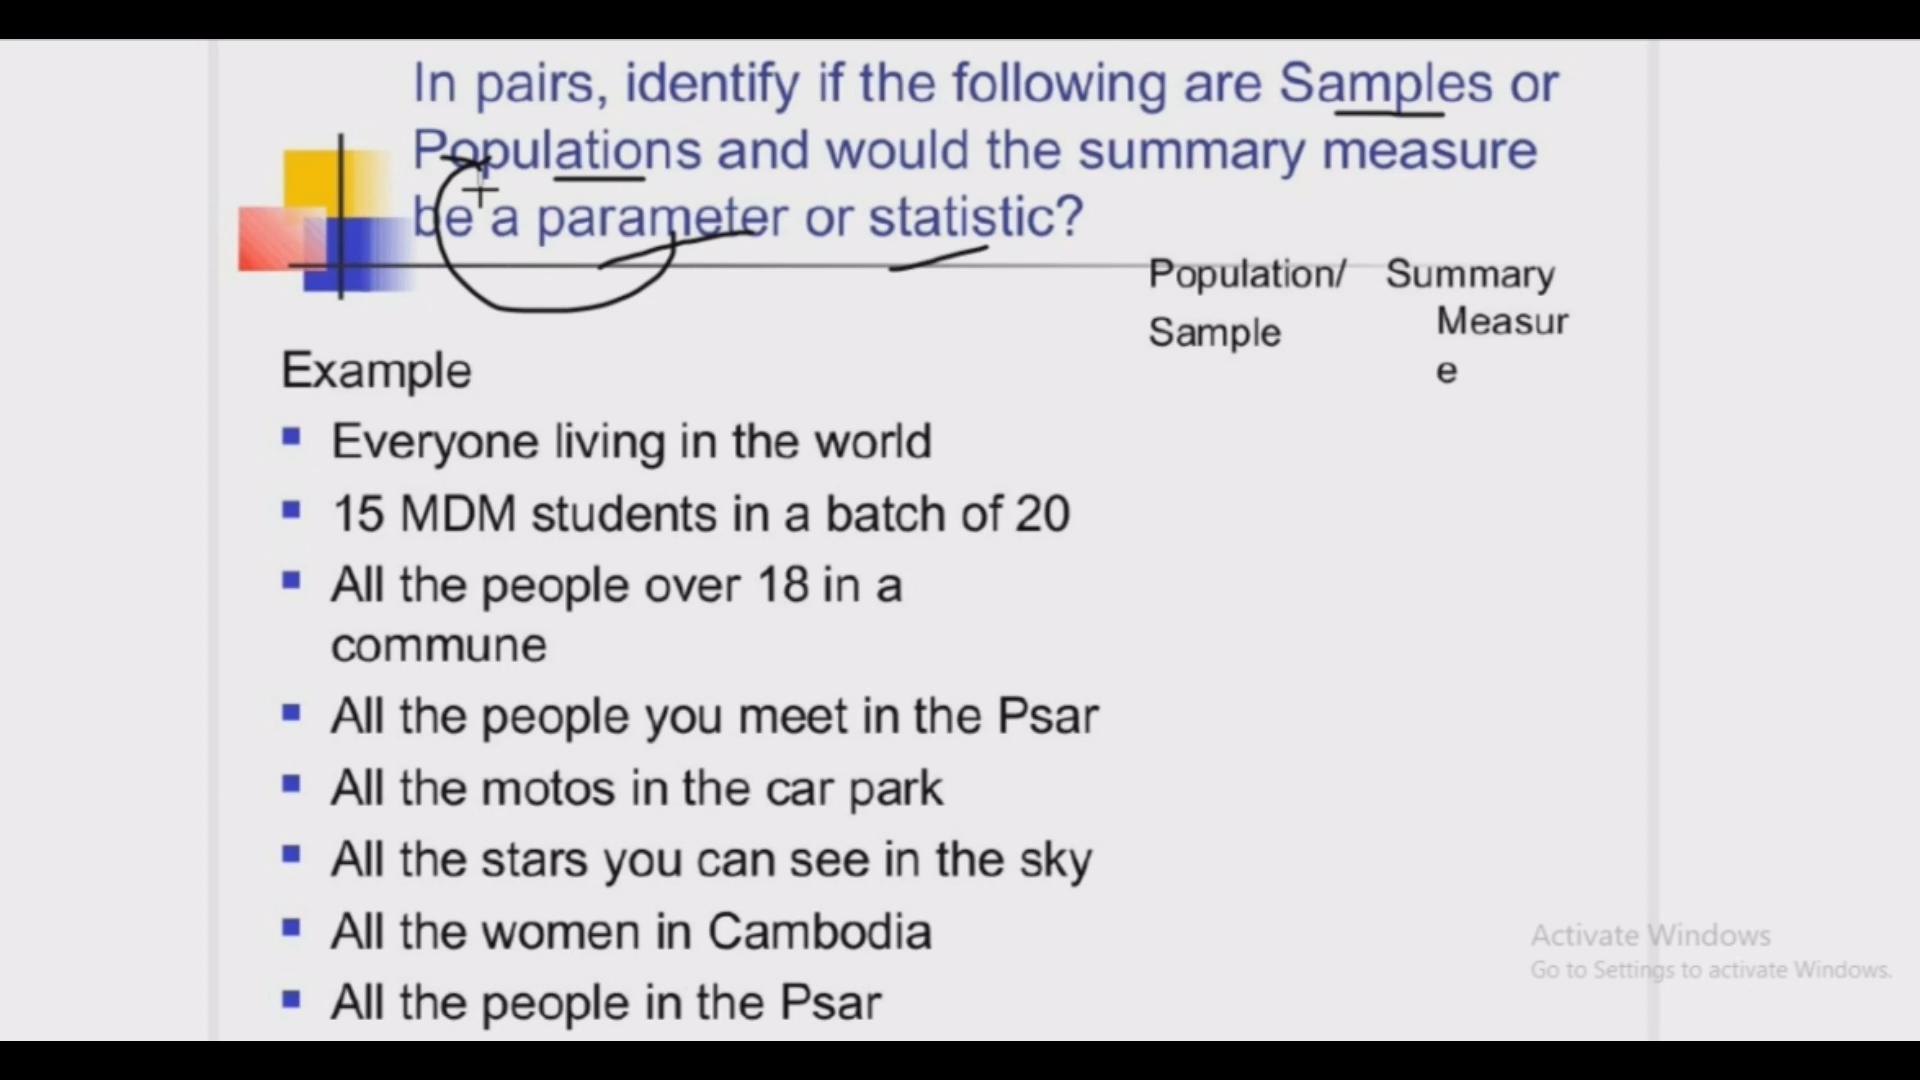 In pairs, identify if the following are Samples or
Populations and would the summary measure
be a parameter or statistic?
Population/ Summary
Sample Measur
e
Example
Everyone living in the world
15 MDM students in a batch of 20
All the people over 18 in a
commune
All the people you meet in the Psar
All the motos in the car park
All the stars you can see in the sky
All the women in Cambodia
All the people in the Psar
Activate Windows
Go to Settings to activate Windows.